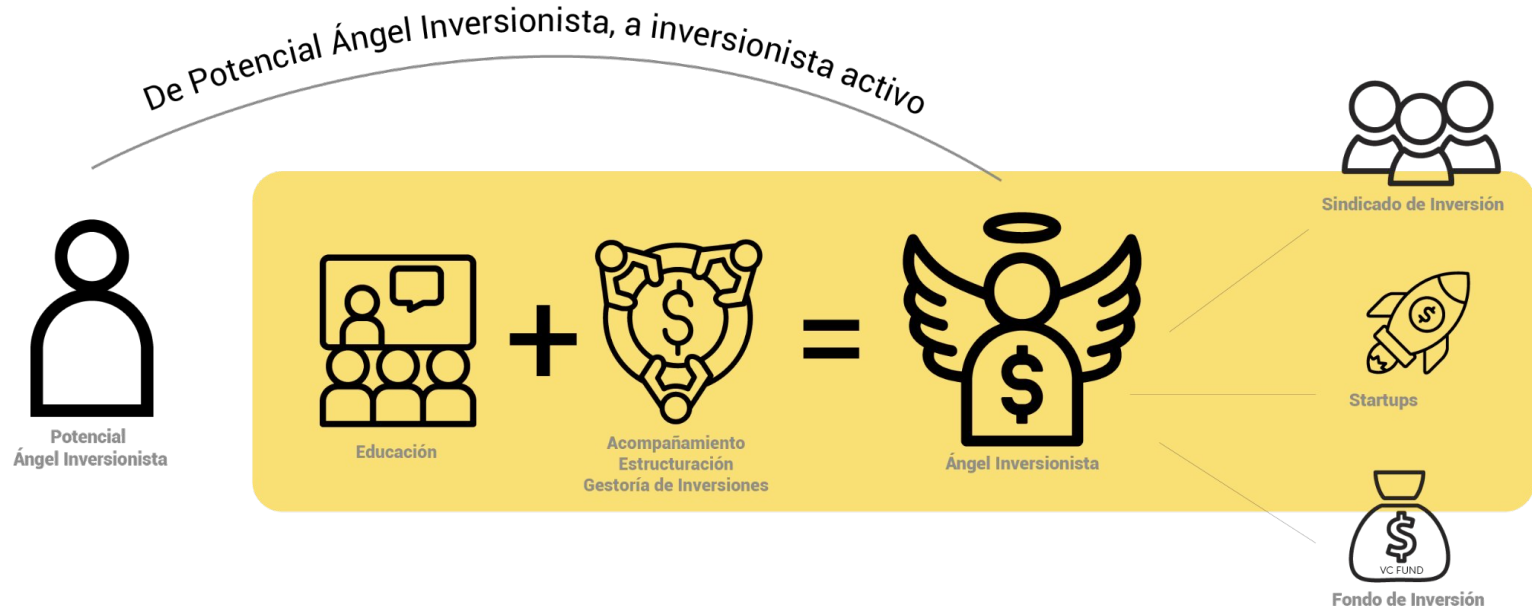 De Potencial Ángel Inversionista, a inversionista activo
Potencial
Ángel Inversionista
Educación
Acompañamiento
Estructuración
Gestoría de Inversiones
$
$
Ángel Inversionista
Sindicado de Inversión
$
Startups
$
VC FUND
Fondo de Inversión